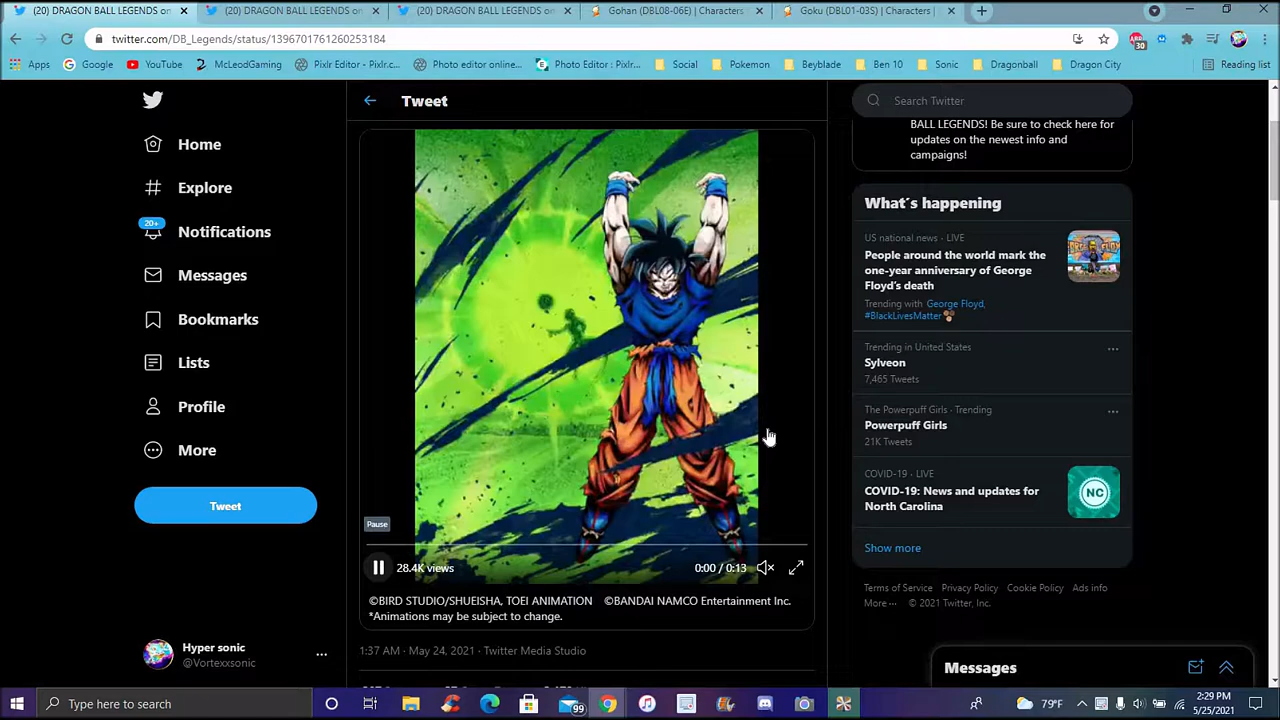 (20) DRAGON BALL LEGENDS on
(20) DRAGON BALL LEGENDS on
(20) DRAGON BALL LEGENDS on
Gohan (DBL08-06E) | Characters
Goku (DBL01-03S) | Characters |
twitter.com/DB_Legends/status/1396701761260253184
30
Apps
Google
YouTube
McLeodGaming
Pixlr Editor - Pixlr.c...
Photo editor online...
Photo Editor : Pixlr...
Social
Pokemon
Beyblade
Ben 10
Sonic
Dragonball
Dragon City
Reading list
Home
Explore
20+
Notifications
Messages
Bookmarks
Lists
Profile
More
Tweet
Hyper sonic
@Vortexxsonic
Tweet
Pause
28.4K views
0:00 / 0:13
©BIRD STUDIO/SHUEISHA, TOEI ANIMATION ©BANDAI NAMCO Entertainment Inc.
*Animations may be subject to change.
1:37 AM · May 24, 2021 · Twitter Media Studio
Search Twitter
BALL LEGENDS! Be sure to check here for
updates on the newest info and
campaigns!
What's happening
US national news · LIVE
People around the world mark the
one-year anniversary of George
Floyd's death
Trending with George Floyd,
#BlackLivesMatter
Trending in United States
Sylveon
7,465 Tweets
The Powerpuff Girls · Trending
Powerpuff Girls
21K Tweets
COVID-19 · LIVE
COVID-19: News and updates for
North Carolina
NC
Show more
Terms of Service Privacy Policy Cookie Policy Ads info
More ··· © 2021 Twitter, Inc.
Messages
Type here to search
99
79°F
2:29 PM
5/25/2021